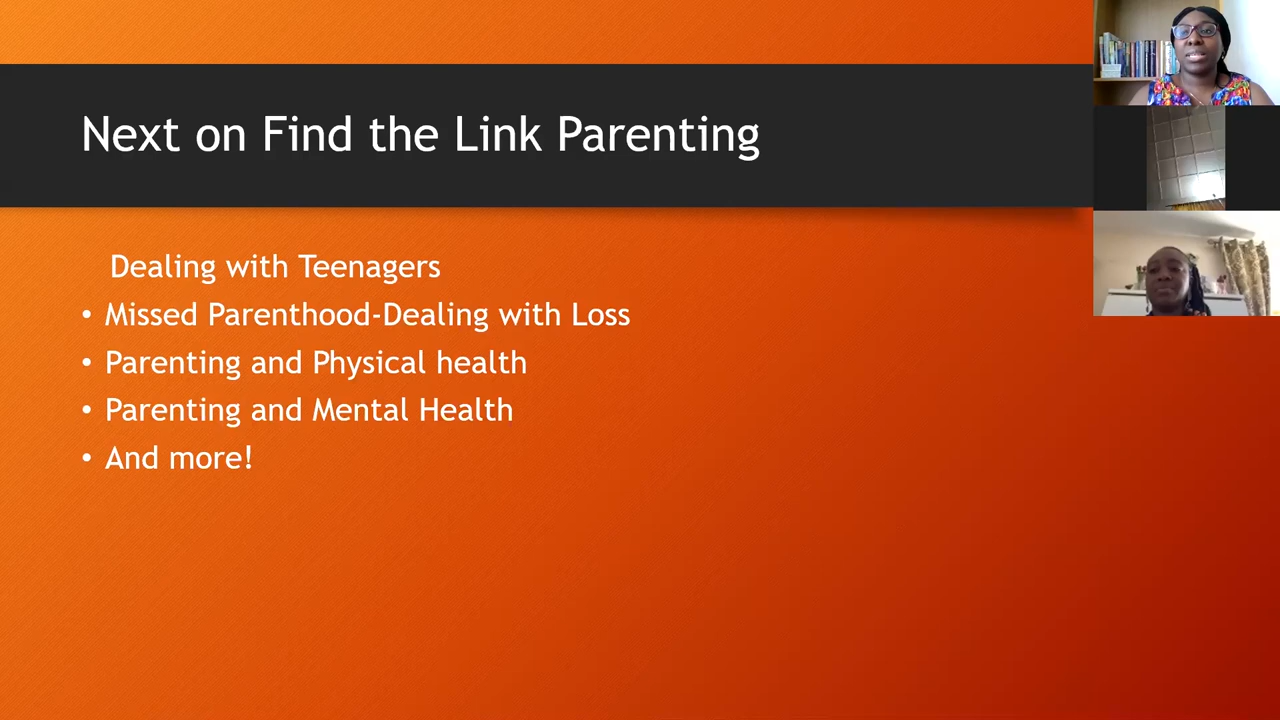 Next on Find the Link Parenting
Dealing with Teenagers
• Missed Parenthood-Dealing with Loss
• Parenting and Physical health
• Parenting and Mental Health
• And more!